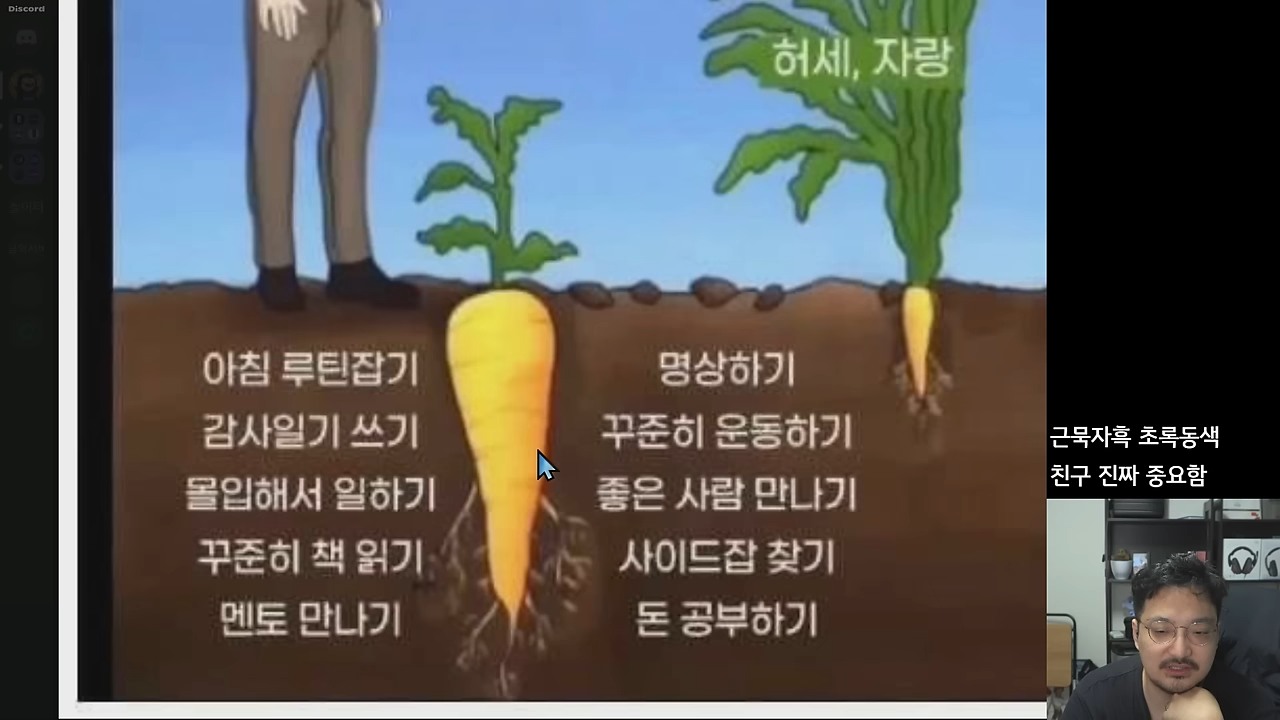 Discord
허세, 자랑
아침 루틴잡기
감사일기 쓰기
몰입해서 일하기
꾸준히 책 읽기
멘토 만나기
명상하기
꾸준히 운동하기
좋은 사람 만나기
사이드잡 찾기
돈 공부하기
근묵자흑 초록동색
친구 진짜 중요함